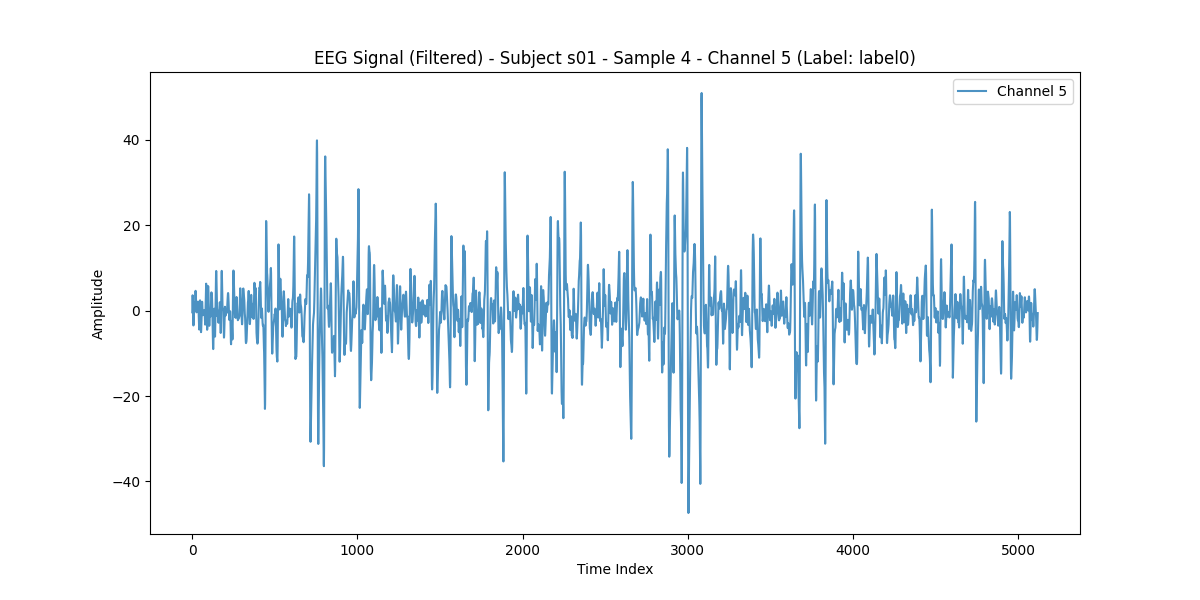 EEG Signal (Filtered) - Subject s01 - Sample 4 - Channel 5 (Label: label0)
Channel 5
Amplitude
40
20
0
−20
−40
0 1000 2000 3000 4000 5000
Time Index